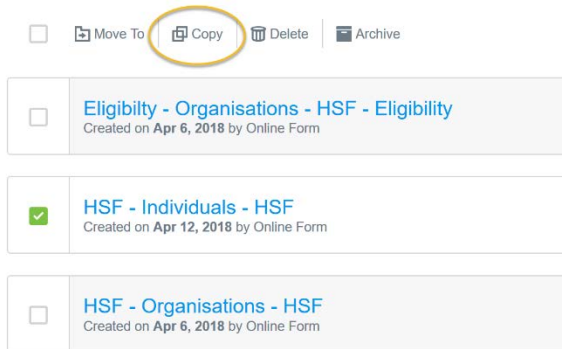 Move To Copy Delete Archive
Eligibilty - Organisations - HSF - Eligibility
Created on Apr 6, 2018 by Online Form
HSF - Individuals - HSF
Created on Apr 12, 2018 by Online Form
HSF - Organisations - HSF
Created on Apr 6, 2018 by Online Form